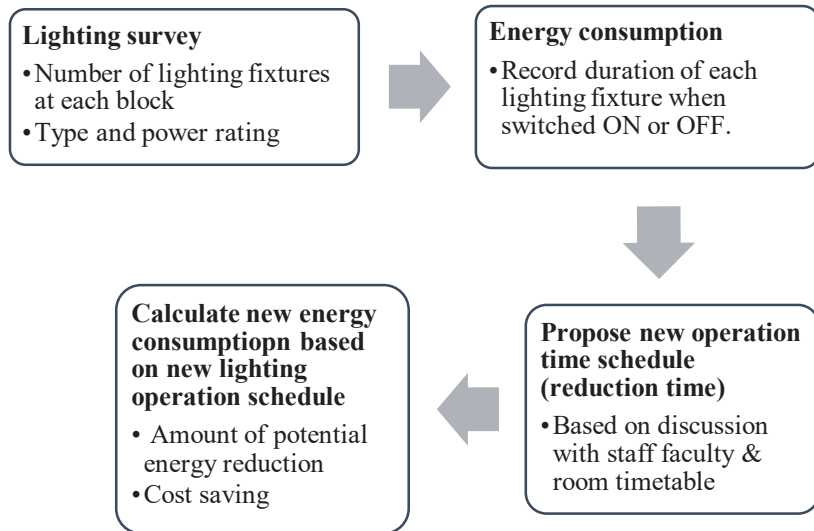 Lighting survey
•Number of lighting fixtures
at each block
•Type and power rating
Energy consumption
•Record duration of each
lighting fixture when
switched ON or OFF.
Propose new operation
time schedule
(reduction time)
•Based on discussion
with staff faculty &
room timetable
Calculate new energy
consumptiopn based
on new lighting
operation schedule
• Amount of potential
energy reduction
•Cost saving